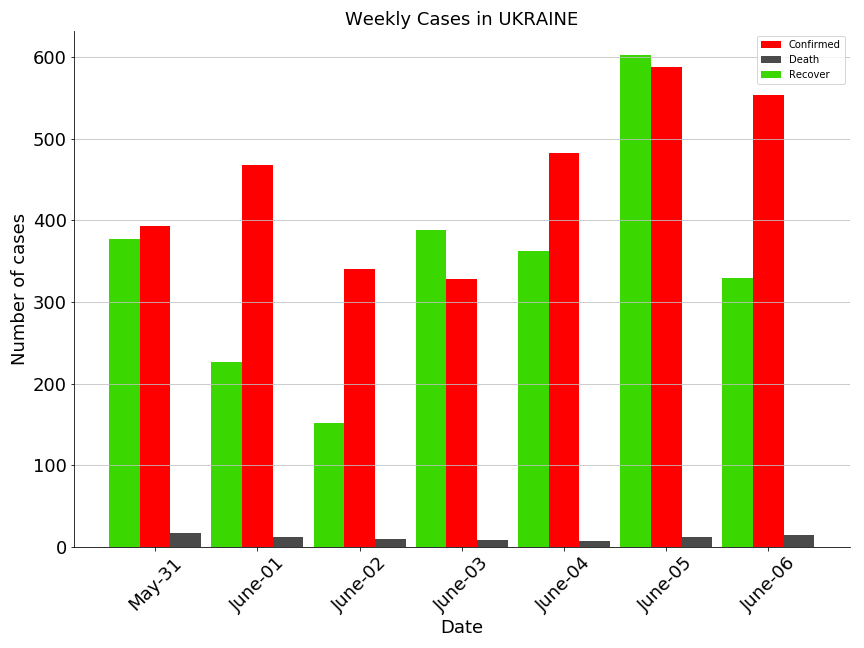 Weekly Cases in UKRAINE
Confirmed
Death
Recover
Number of cases
600
500
400
300
200
100
0
May-31
June-01
June-02
June-03
June-04
June-05
June-06
Date